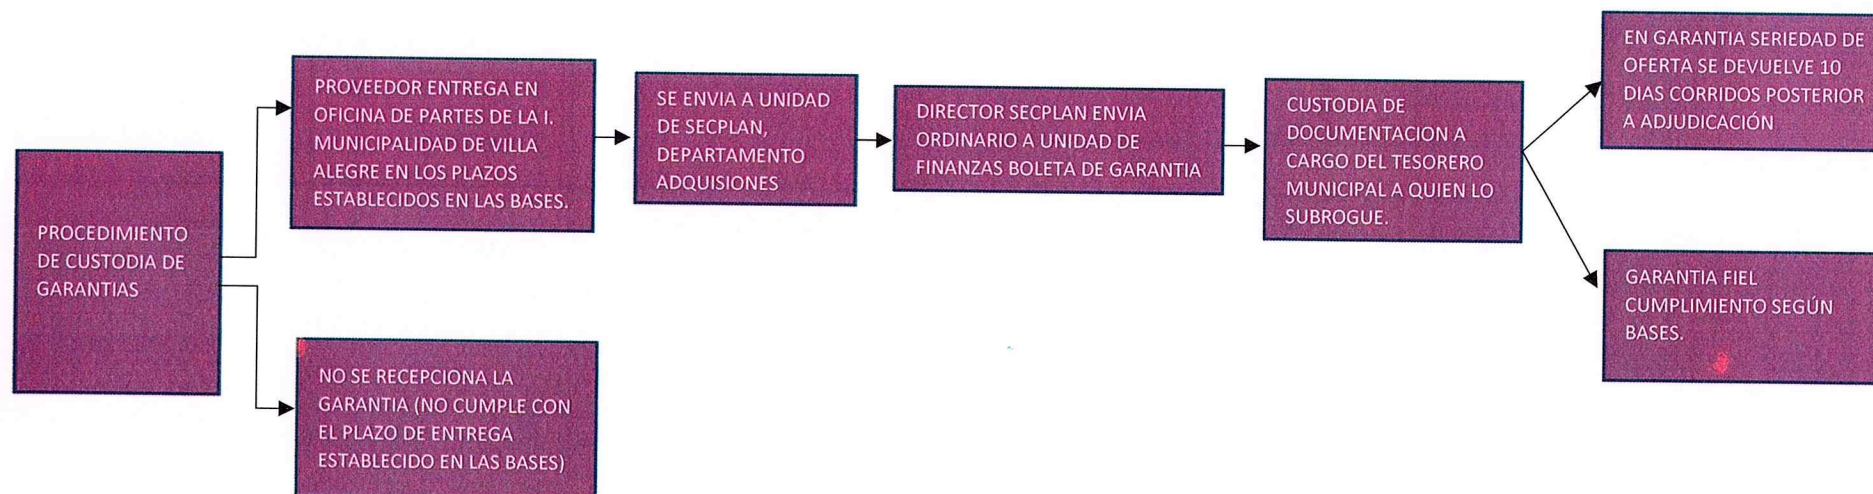 PROCEDIMIENTO
DE CUSTODIA DE
GARANTIAS
PROVEEDOR ENTREGA EN
OFICINA DE PARTES DE LA I.
MUNICIPALIDAD DE VILLA
ALEGRE EN LOS PLAZOS
ESTABLECIDOS EN LAS BASES.
SE ENVIA A UNIDAD
DE SECPLAN,
DEPARTAMENTO
ADQUISIONES
DIRECTOR SECPLAN ENVIA
ORDINARIO A UNIDAD DE
FINANZAS BOLETA DE GARANTIA
CUSTODIA DE
DOCUMENTACION A
CARGO DEL TESORERO
MUNICIPAL A QUIEN LO
SUBROGUE.
EN GARANTIA SERIEDAD DE
OFERTA SE DEVUELVE 10
DIAS CORRIDOS POSTERIOR
A ADJUDICACIÓN
GARANTIA FIEL
CUMPLIMIENTO SEGÚN
BASES.
NO SE RECEPCIONA LA
GARANTIA (NO CUMPLE CON
EL PLAZO DE ENTREGA
ESTABLECIDO EN LAS BASES)